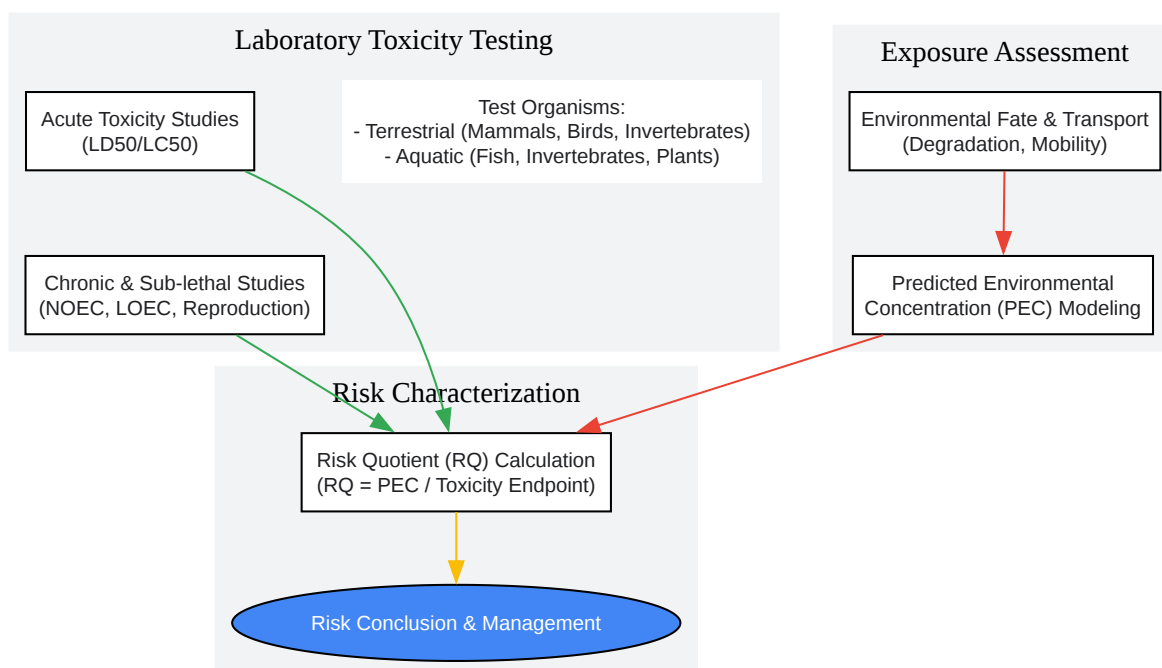 Laboratory Toxicity Testing
Acute Toxicity Studies
(LD50/LC50)
Test Organisms:
- Terrestrial (Mammals, Birds, Invertebrates)
- Aquatic (Fish, Invertebrates, Plants)
Chronic & Sub-lethal Studies
(NOEC, LOEC, Reproduction)
Exposure Assessment
Environmental Fate & Transport
(Degradation, Mobility)
Predicted Environmental
Concentration (PEC) Modeling
Risk Characterization
Risk Quotient (RQ) Calculation
(RQ = PEC / Toxicity Endpoint)
Risk Conclusion & Management